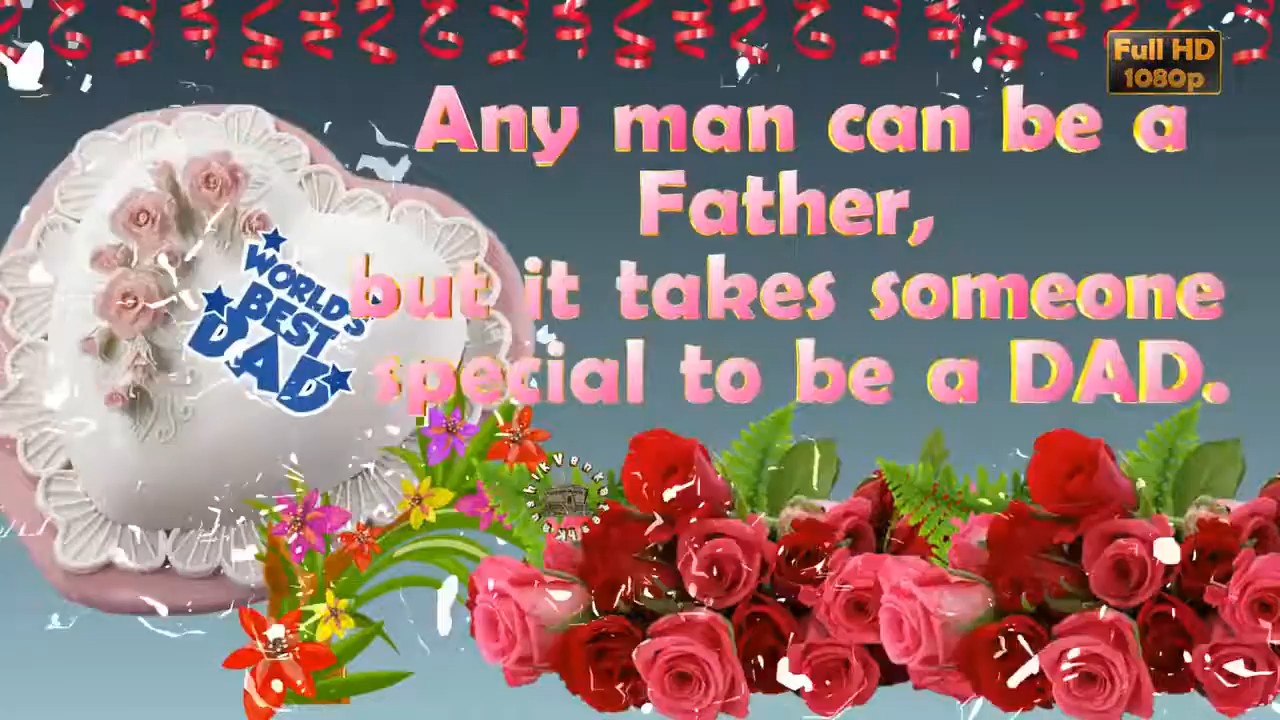 Full HD
1080p
Any man can be a
Father,
but it takes someone
special to be a DAD.
WORLD'S
BEST
DAD